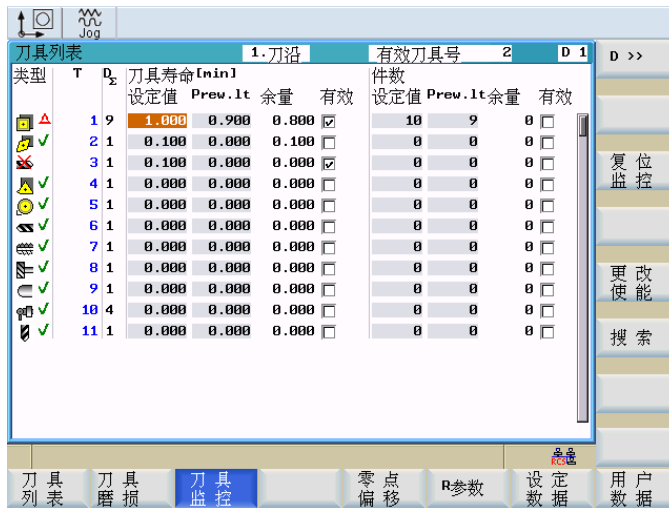 Jog
刀具列表 1.刀沿 有效刀具号 2 D 1
类型 T D Σ 刀具寿命[min] 件数
设定值 Prew.lt 余量 有效 设定值 Prew.lt 余量 有效
1 9 1.000 0.900 0.800 10 9 0
2 1 0.100 0.000 0.100 0 0 0
3 1 0.100 0.000 0.000 0 0 0
4 1 0.000 0.000 0.000 0 0 0
5 1 0.000 0.000 0.000 0 0 0
6 1 0.000 0.000 0.000 0 0 0
7 1 0.000 0.000 0.000 0 0 0
8 1 0.000 0.000 0.000 0 0 0
9 1 0.000 0.000 0.000 0 0 0
10 4 0.000 0.000 0.000 0 0 0
11 1 0.000 0.000 0.000 0 0 0
D >>
复位
监控
更改
使能
搜索
RCS
刀具
列表
刀具
磨损
刀具
监控
零点
偏移
R参数
设定
数据
用户
数据